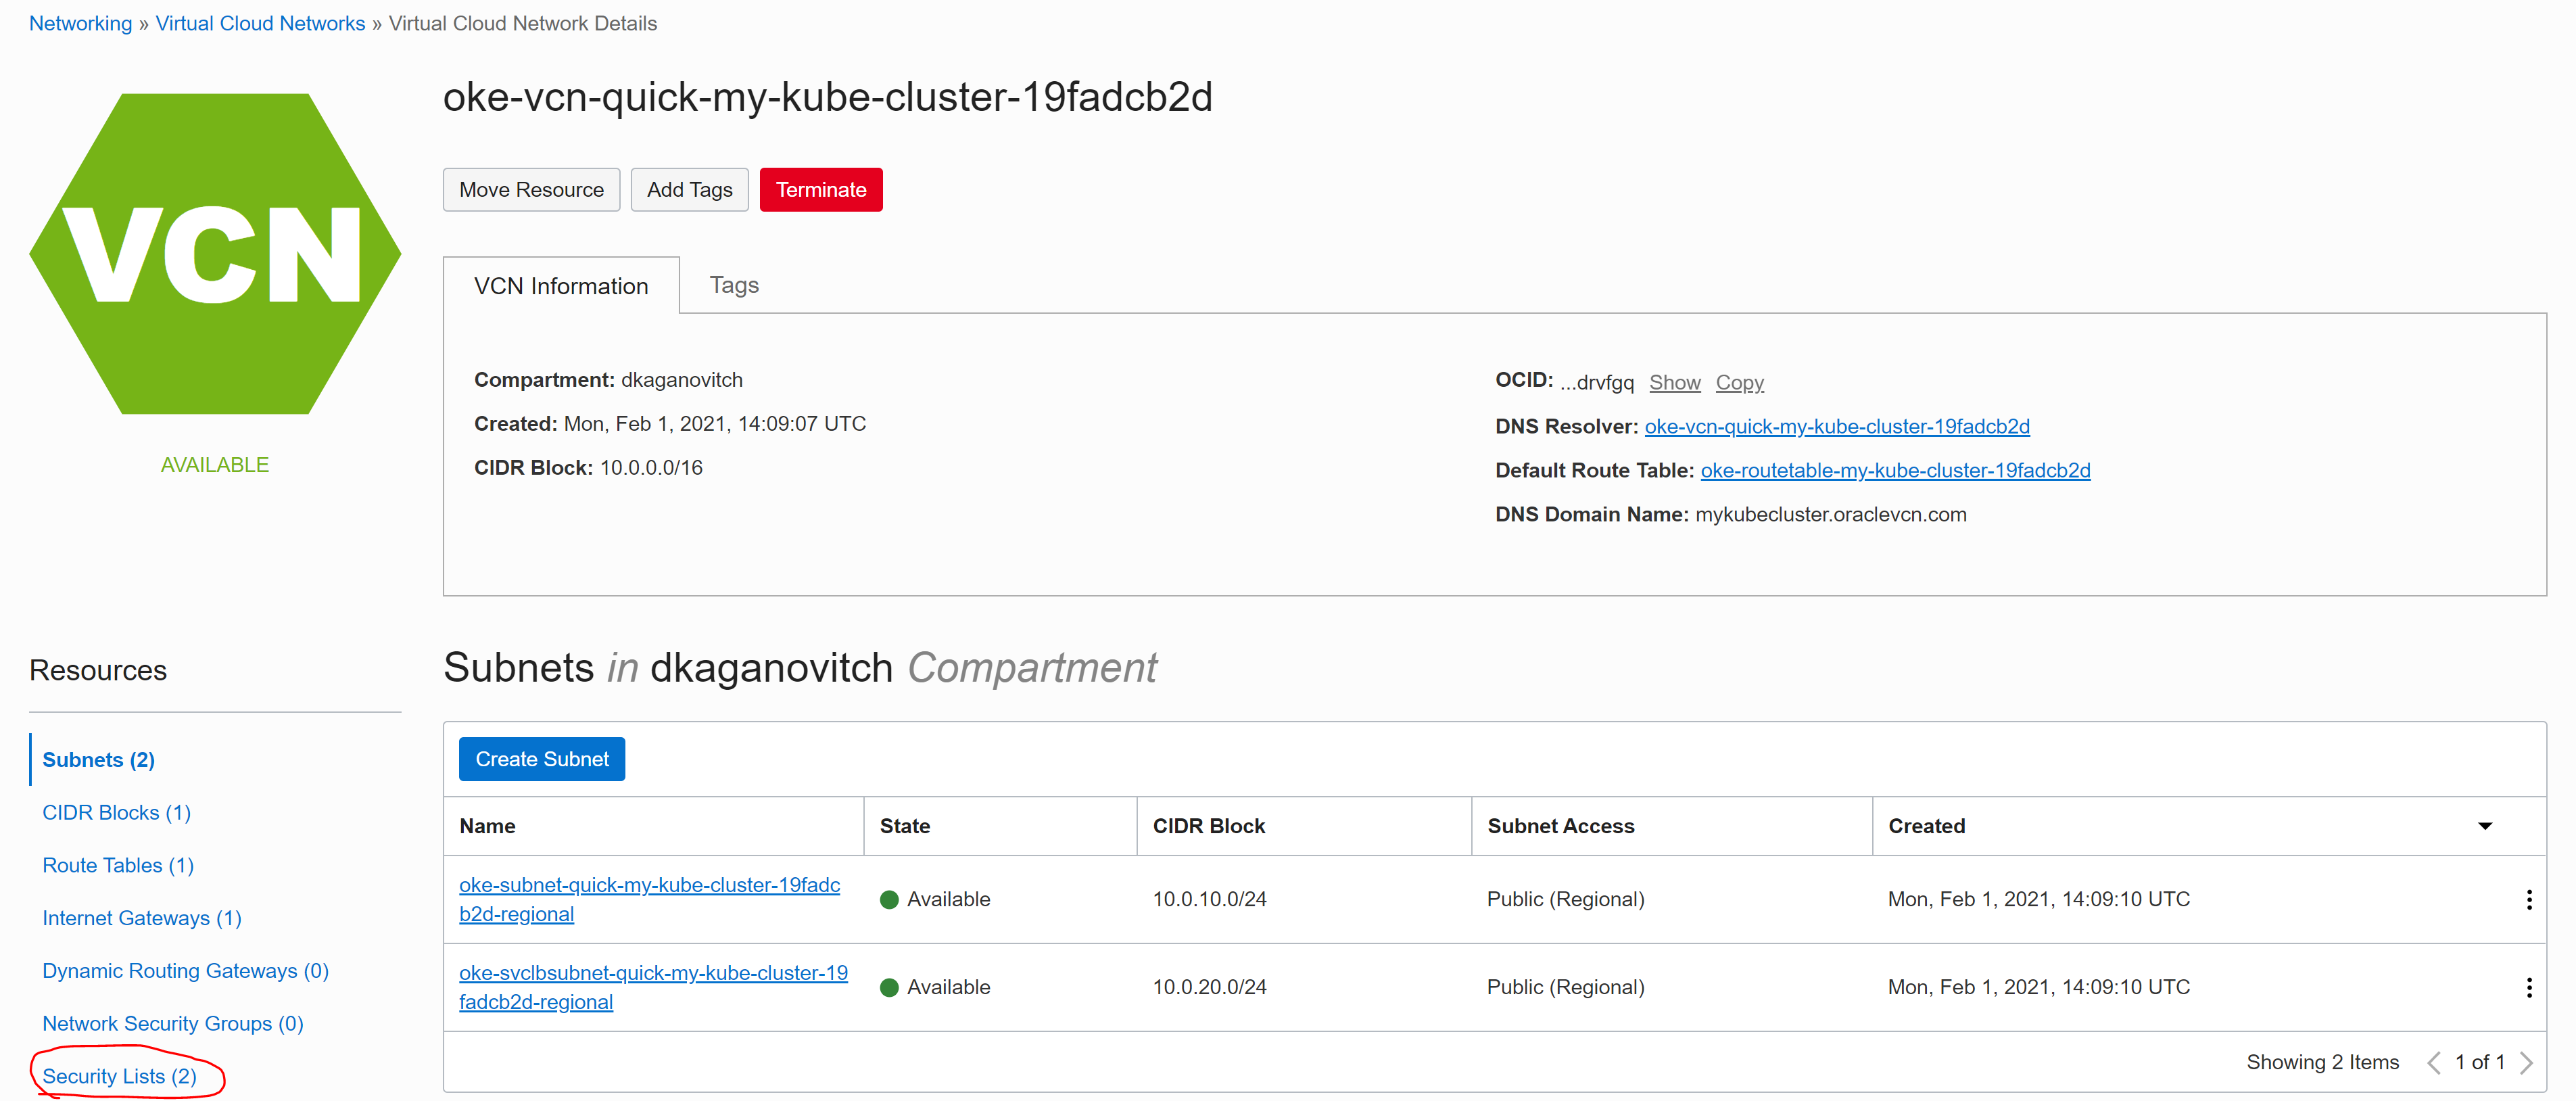 Networking » Virtual Cloud Networks » Virtual Cloud Network Details
VCN
AVAILABLE
oke-vcn-quick-my-kube-cluster-19fadcb2d
Move Resource Add Tags Terminate
VCN Information Tags
Compartment: dkaganovitch
Created: Mon, Feb 1, 2021, 14:09:07 UTC
CIDR Block: 10.0.0.0/16
OCID: ...drvfgq Show Copy
DNS Resolver: oke-vcn-quick-my-kube-cluster-19fadcb2d
Default Route Table: oke-routetable-my-kube-cluster-19fadcb2d
DNS Domain Name: mykubecluster.oraclevcn.com
Resources
Subnets (2)
CIDR Blocks (1)
Route Tables (1)
Internet Gateways (1)
Dynamic Routing Gateways (0)
Network Security Groups (0)
Security Lists (2)
Subnets in dkaganovitch Compartment
Create Subnet
Name State CIDR Block Subnet Access Created
oke-subnet-quick-my-kube-cluster-19fadc
b2d-regional
Available 10.0.10.0/24 Public (Regional) Mon, Feb 1, 2021, 14:09:10 UTC
oke-svclbsubnet-quick-my-kube-cluster-19
fadcb2d-regional
Available 10.0.20.0/24 Public (Regional) Mon, Feb 1, 2021, 14:09:10 UTC
Showing 2 Items 1 of 1